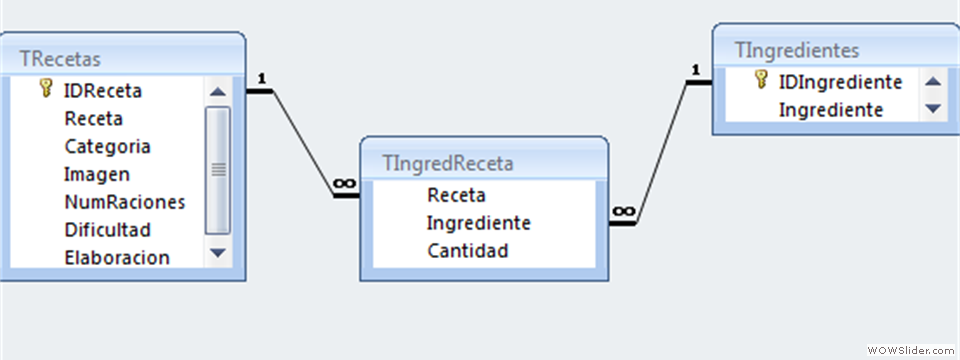 TRecetas
IDReceta
Receta
Categoria
Imagen
NumRaciones
Dificultad
Elaboracion
1
∞
TIngredReceta
Receta
Ingrediente
Cantidad
∞
1
TIngredientes
IDIngrediente
Ingrediente
WOWSlider.com